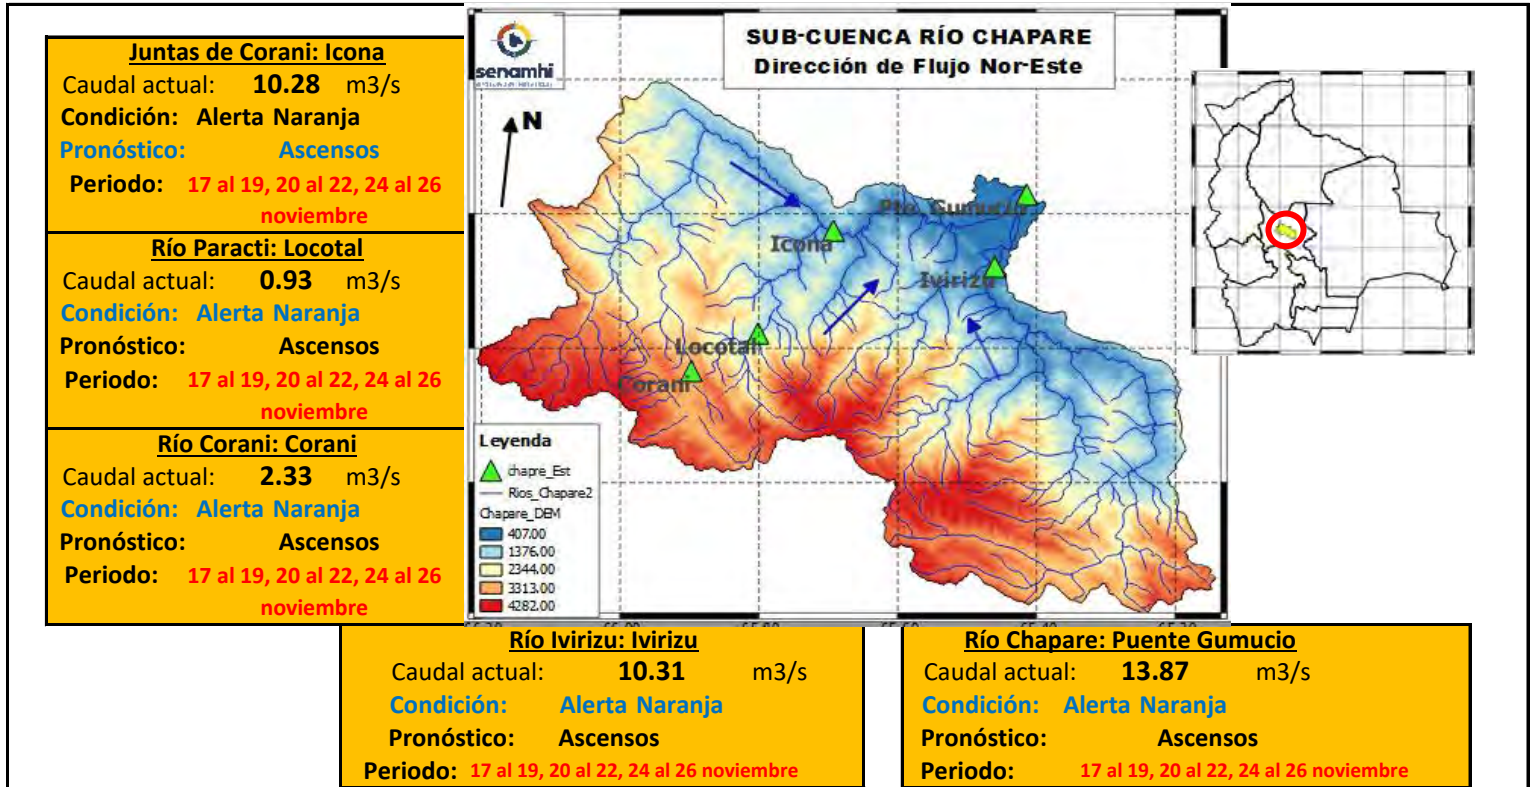 Juntas de Corani: Icona
Caudal actual: 10.28 m3/s
Condición: Alerta Naranja
Pronóstico: Ascensos
Periodo: 17 al 19, 20 al 22, 24 al 26
noviembre
Río Paracti: Locotal
Caudal actual: 0.93 m3/s
Condición: Alerta Naranja
Pronóstico: Ascensos
Periodo: 17 al 19, 20 al 22, 24 al 26
noviembre
Río Corani: Corani
Caudal actual: 2.33 m3/s
Condición: Alerta Naranja
Pronóstico: Ascensos
Periodo: 17 al 19, 20 al 22, 24 al 26
noviembre
senamhi
SUB-CUENCA RÍO CHAPARE
Dirección de Flujo Nor-Este
N
Pte. Gumucio
Icona
Ivirizu
Locotal
Corani
Leyenda
chapre_Est
Rios_Chapare2
Chapare_DEM
407.00
1376.00
2344.00
3313.00
4282.00
Río Ivirizu: Ivirizu
Caudal actual: 10.31 m3/s
Condición: Alerta Naranja
Pronóstico: Ascensos
Periodo: 17 al 19, 20 al 22, 24 al 26 noviembre
Río Chapare: Puente Gumucio
Caudal actual: 13.87 m3/s
Condición: Alerta Naranja
Pronóstico: Ascensos
Periodo: 17 al 19, 20 al 22, 24 al 26 noviembre